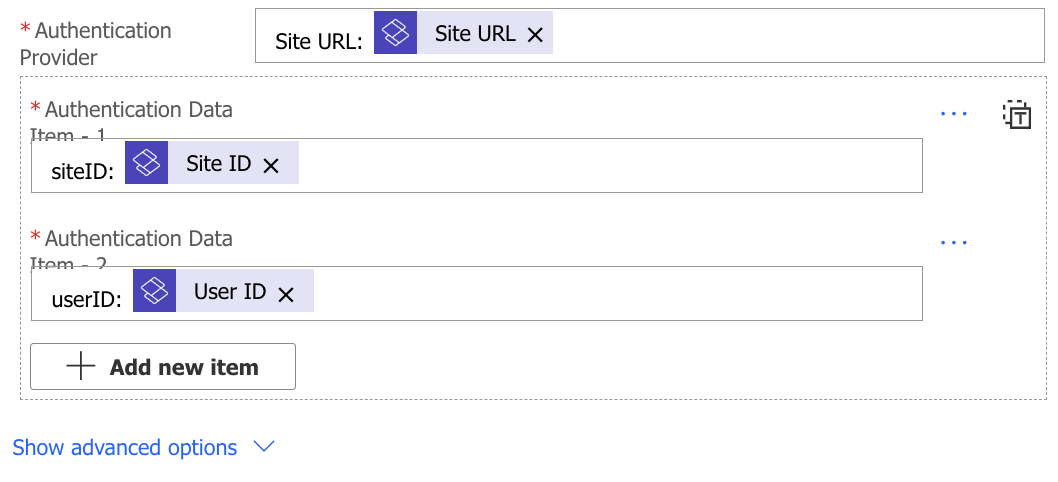 * Authentication Provider
Site URL: Site URL ×
* Authentication Data
Item - 1
siteID: Site ID ×
* Authentication Data
Item - 2
userID: User ID ×
Add new item
Show advanced options